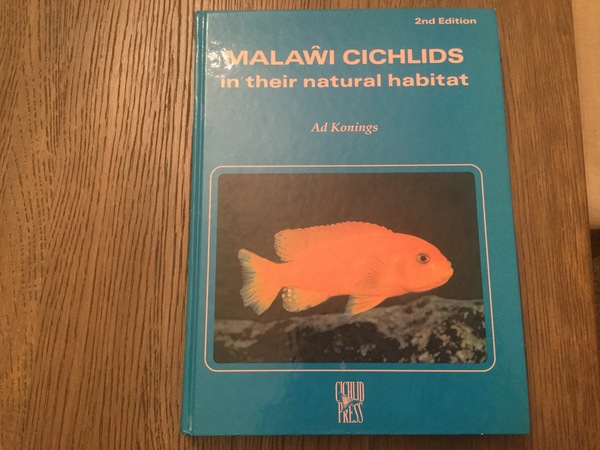 2nd Edition
MALAŴI CICHLIDS
in their natural habitat
Ad Konings
CICHLID
PRESS